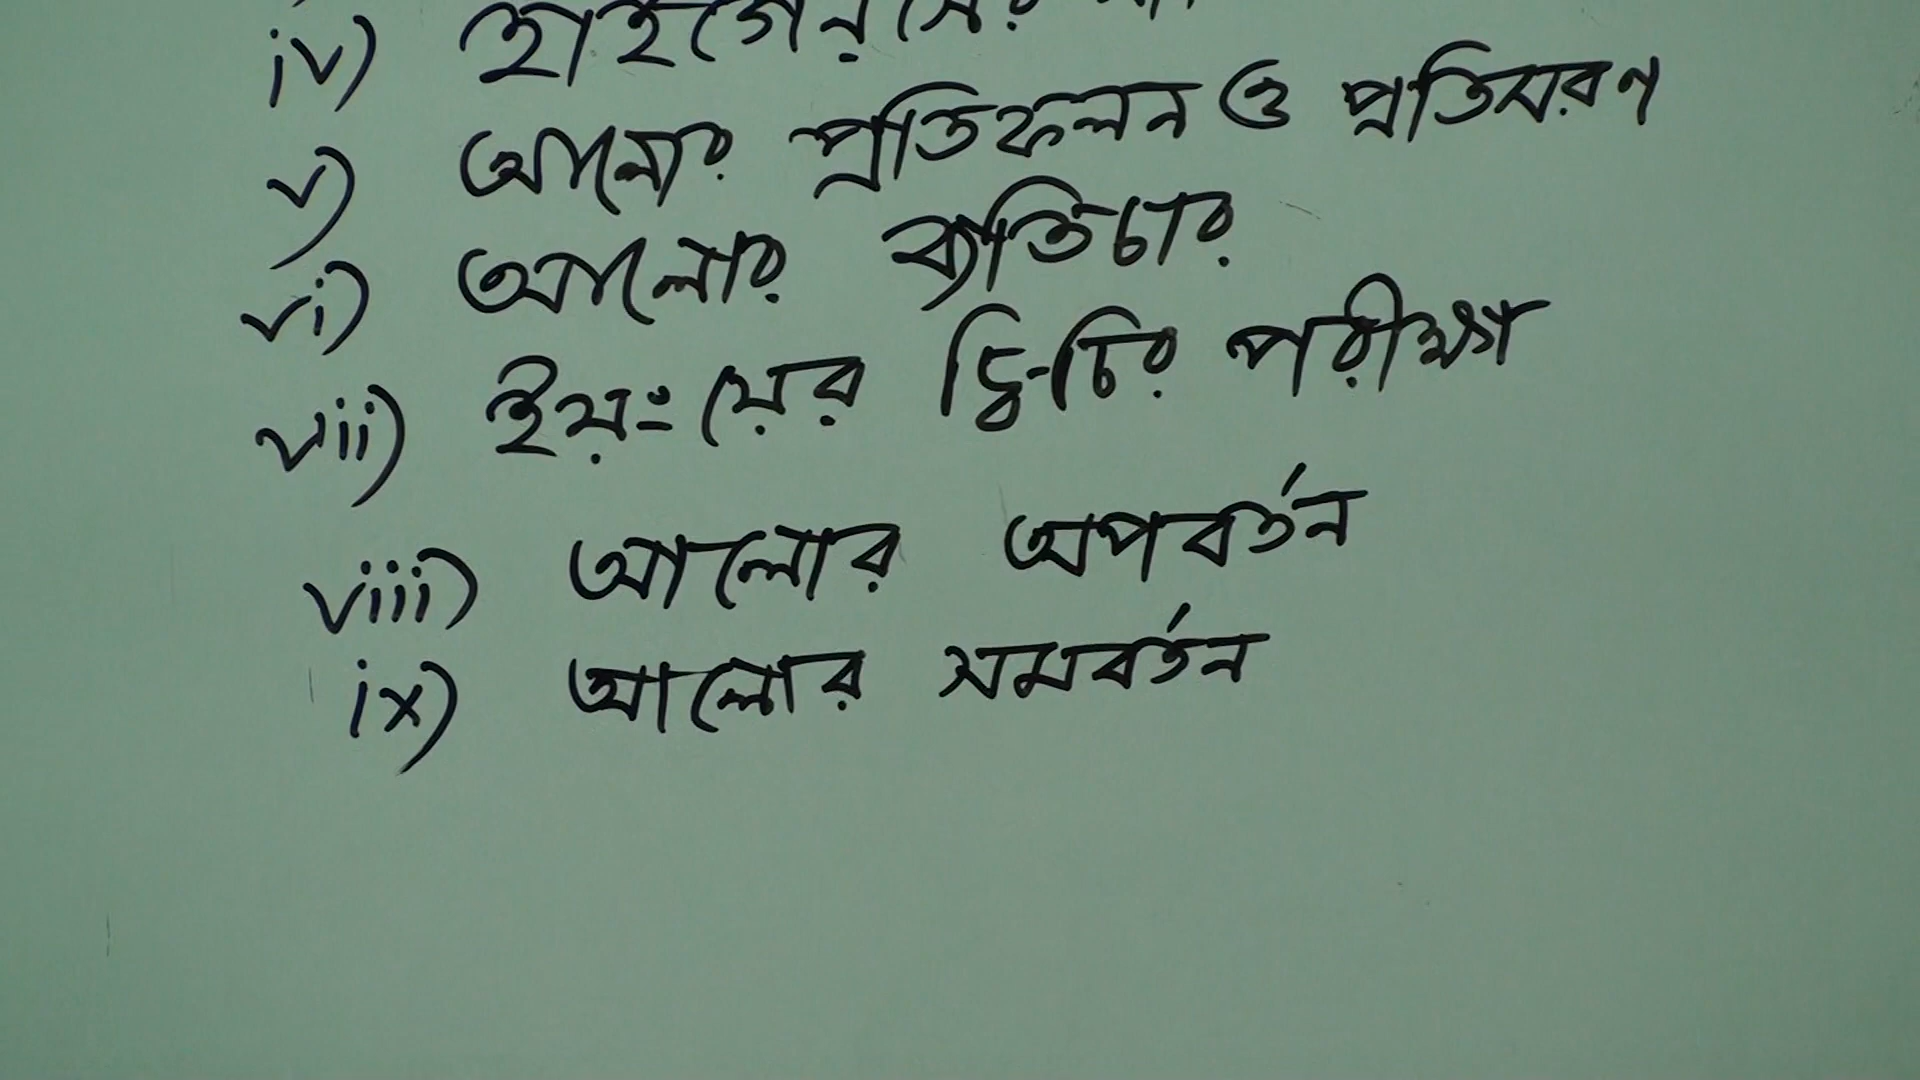 iv) হাইগেনসের
v) আলোর প্রতিফলন ও প্রতিসরণ
vi) আলোর ব্যতিচার
vii) ইয়ং য়ের দ্বি-চির পরীক্ষা
viii) আলোর অপবর্তন
ix) আলোর সমবর্তন